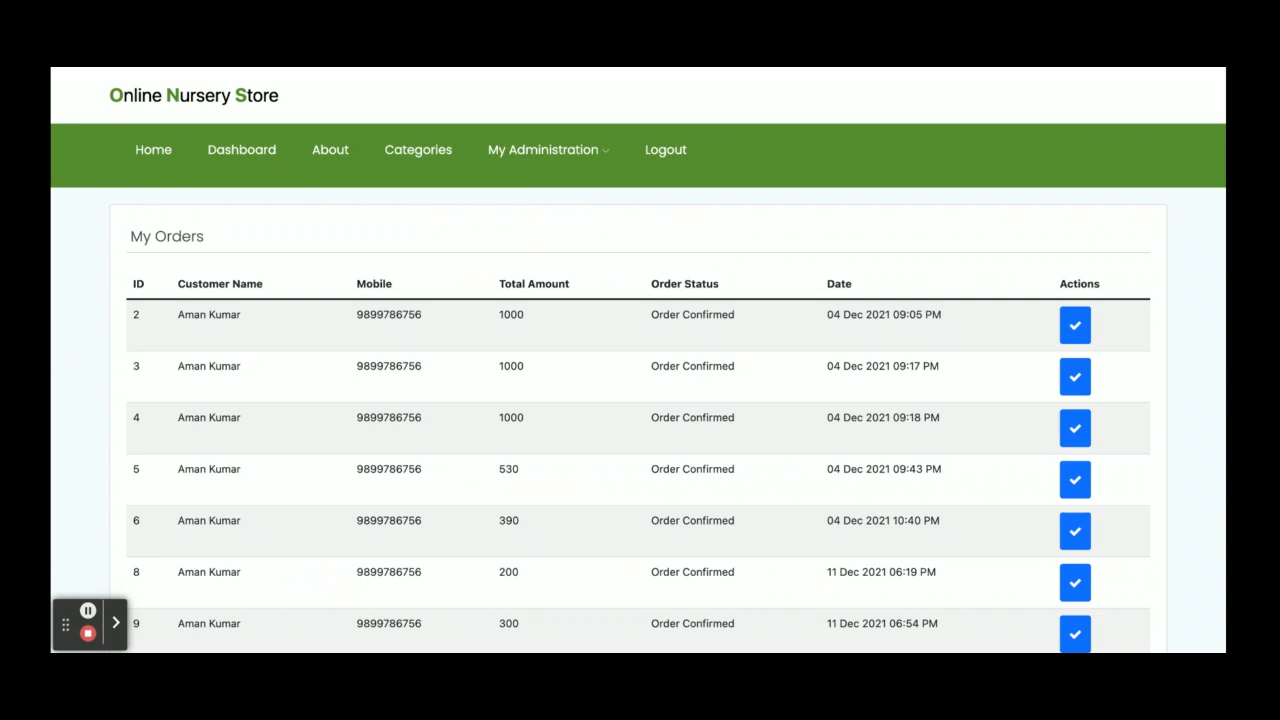 Online Nursery Store
Home Dashboard About Categories My Administration Logout
My Orders
ID Customer Name Mobile Total Amount Order Status Date Actions
2 Aman Kumar 9899786756 1000 Order Confirmed 04 Dec 2021 09:05 PM
3 Aman Kumar 9899786756 1000 Order Confirmed 04 Dec 2021 09:17 PM
4 Aman Kumar 9899786756 1000 Order Confirmed 04 Dec 2021 09:18 PM
5 Aman Kumar 9899786756 530 Order Confirmed 04 Dec 2021 09:43 PM
6 Aman Kumar 9899786756 390 Order Confirmed 04 Dec 2021 10:40 PM
8 Aman Kumar 9899786756 200 Order Confirmed 11 Dec 2021 06:19 PM
9 Aman Kumar 9899786756 300 Order Confirmed 11 Dec 2021 06:54 PM